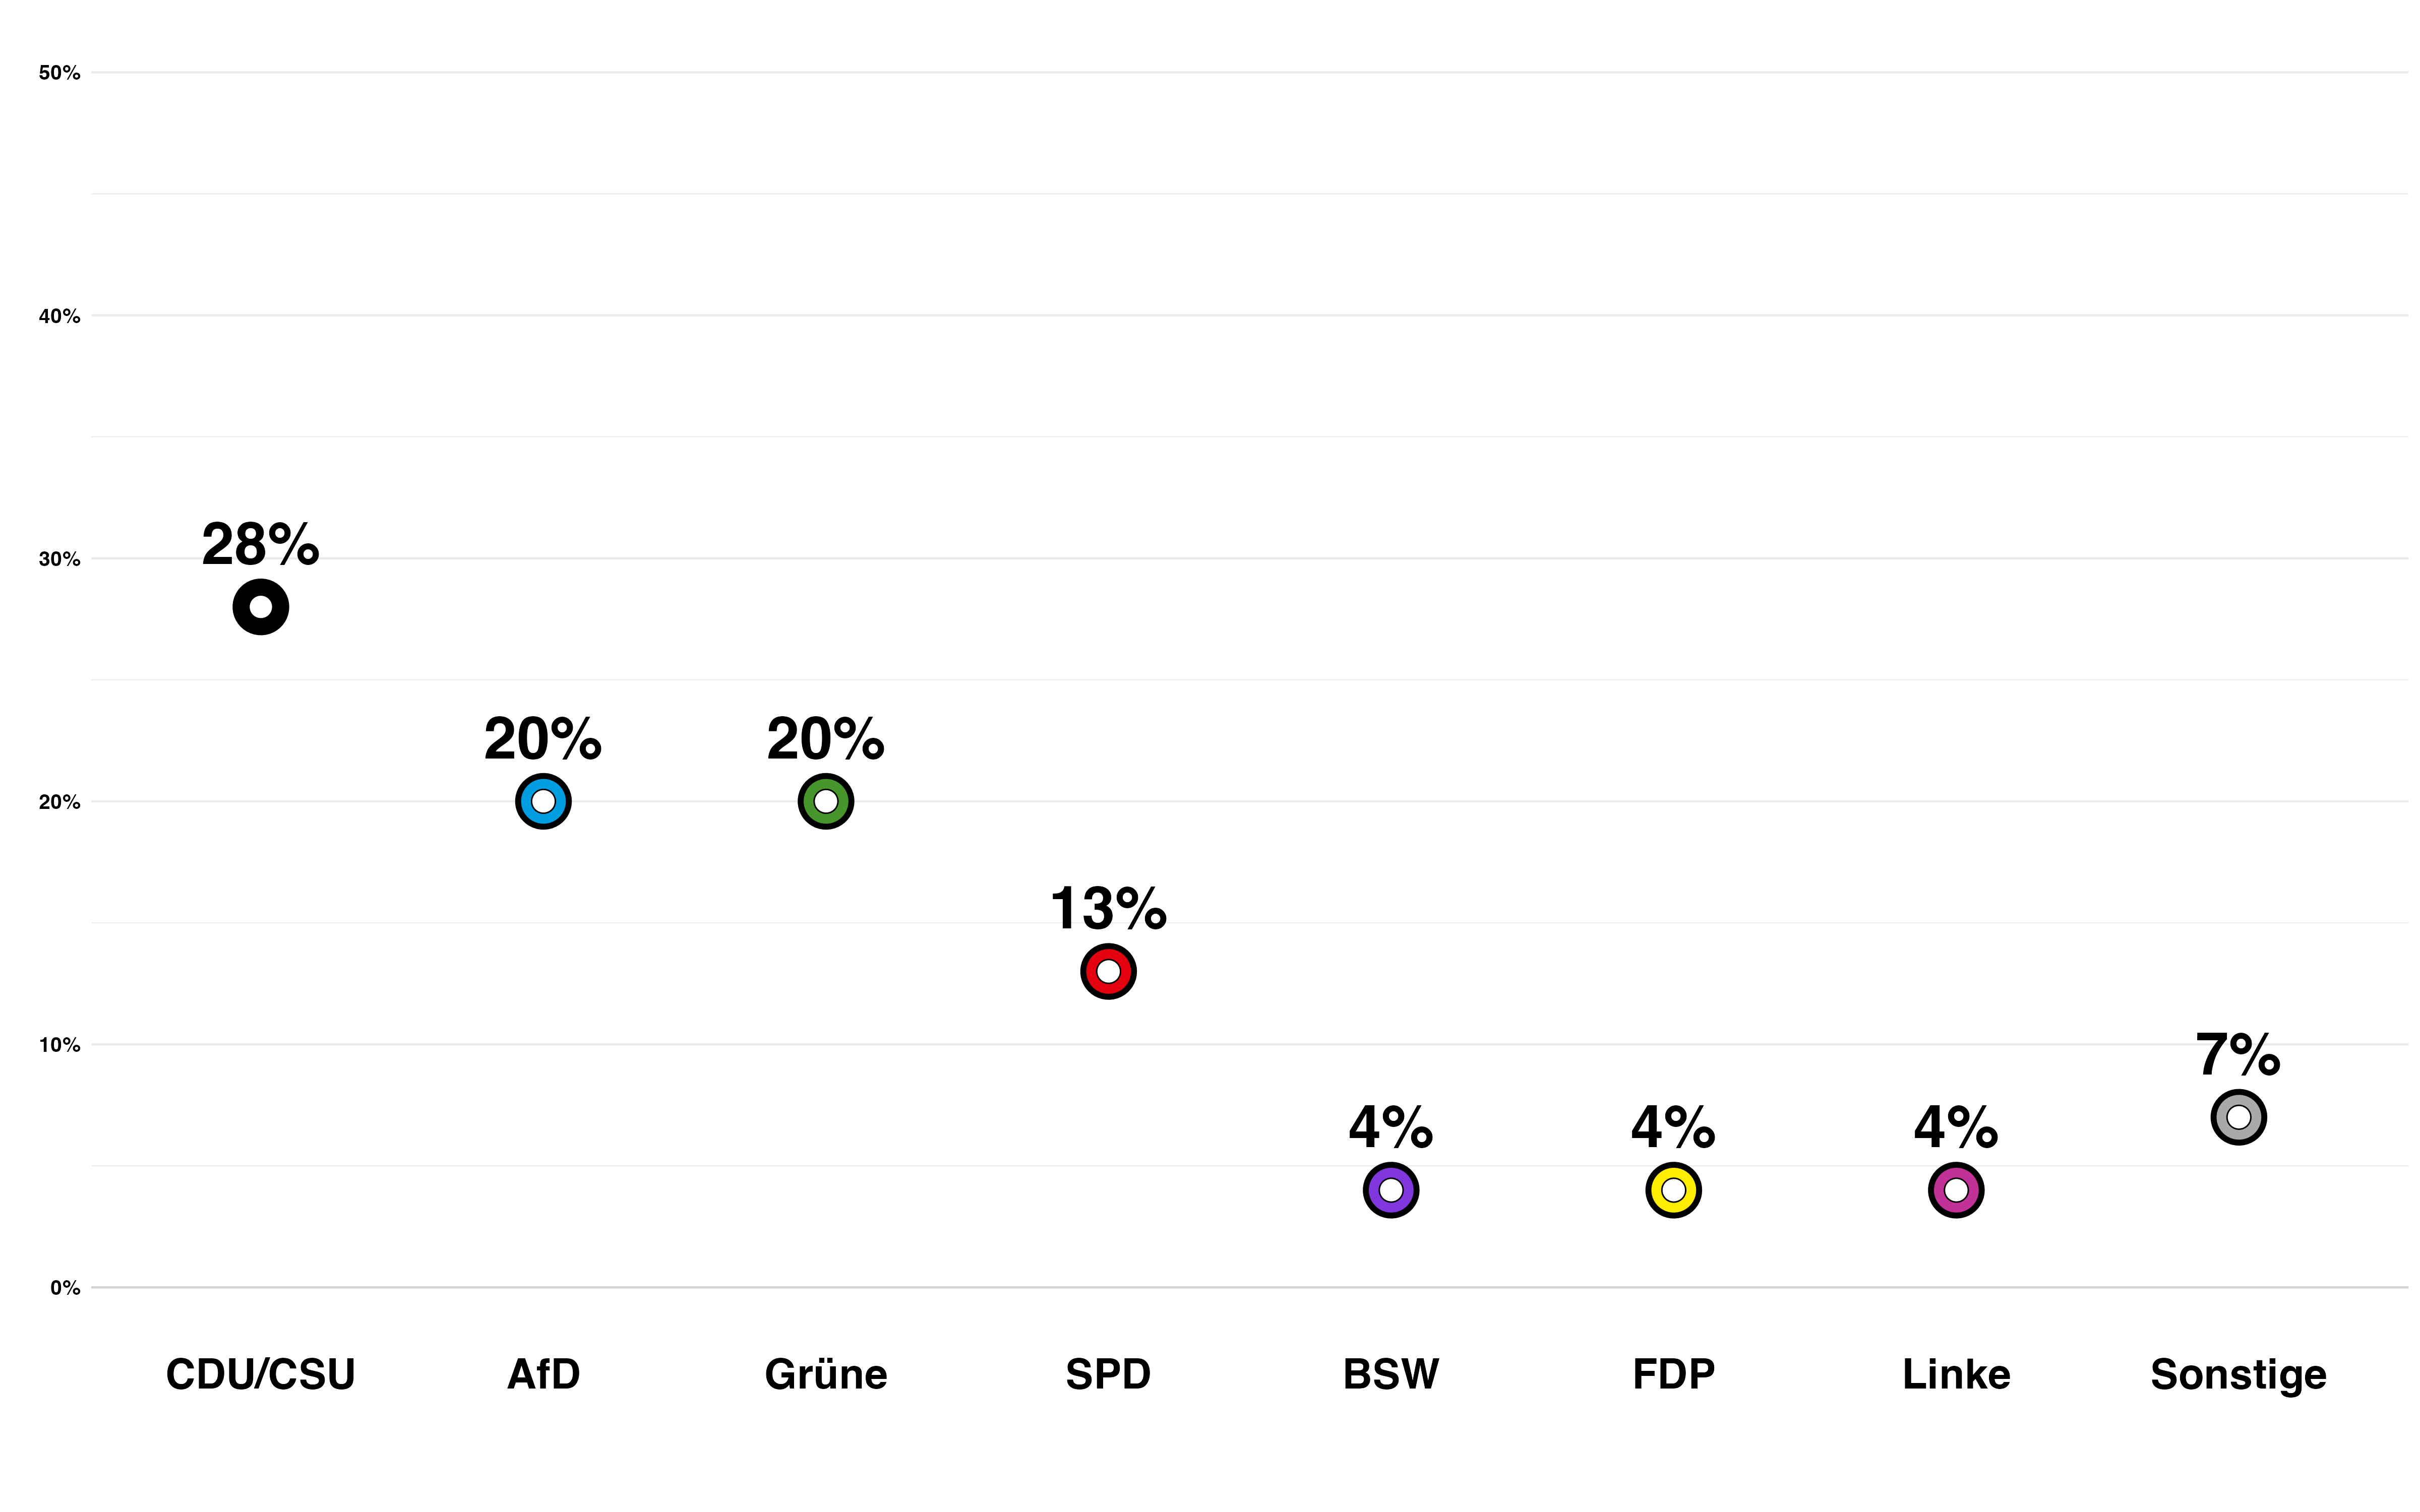 50%
40%
30%
20%
10%
0%
28%
20%
20%
13%
4%
4%
4%
7%
CDU/CSU
AfD
Grüne
SPD
BSW
FDP
Linke
Sonstige